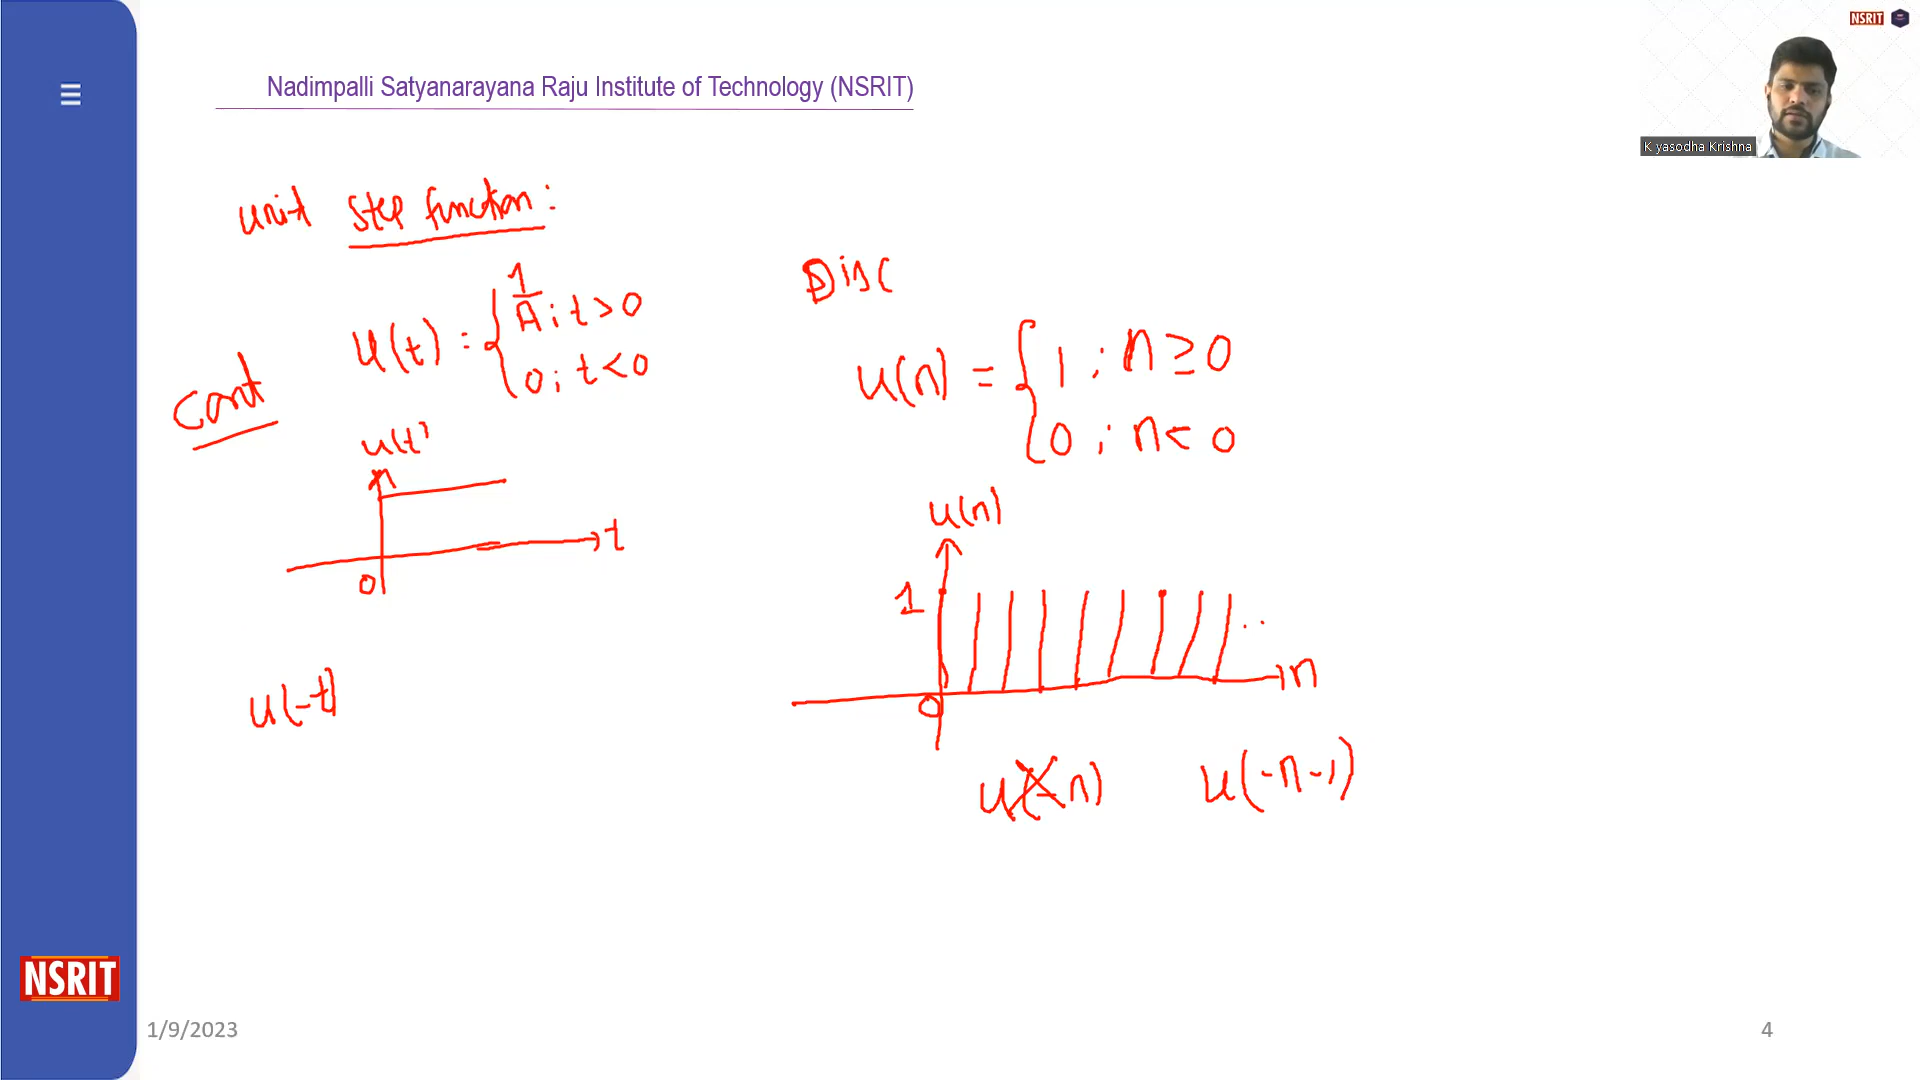 NSRIT
Nadimpalli Satyanarayana Raju Institute of Technology (NSRIT)
K yasodha Krishna
unit step function:
cont
u(t) = { 1/A ; t > 0
0 ; t < 0
u(t)
t
0
u(-t)
Disc
u(n) = { 1 ; n ≥ 0
0 ; n < 0
u(n)
1
..
n
0
u(-n) u(-n-1)
NSRIT
1/9/2023
4